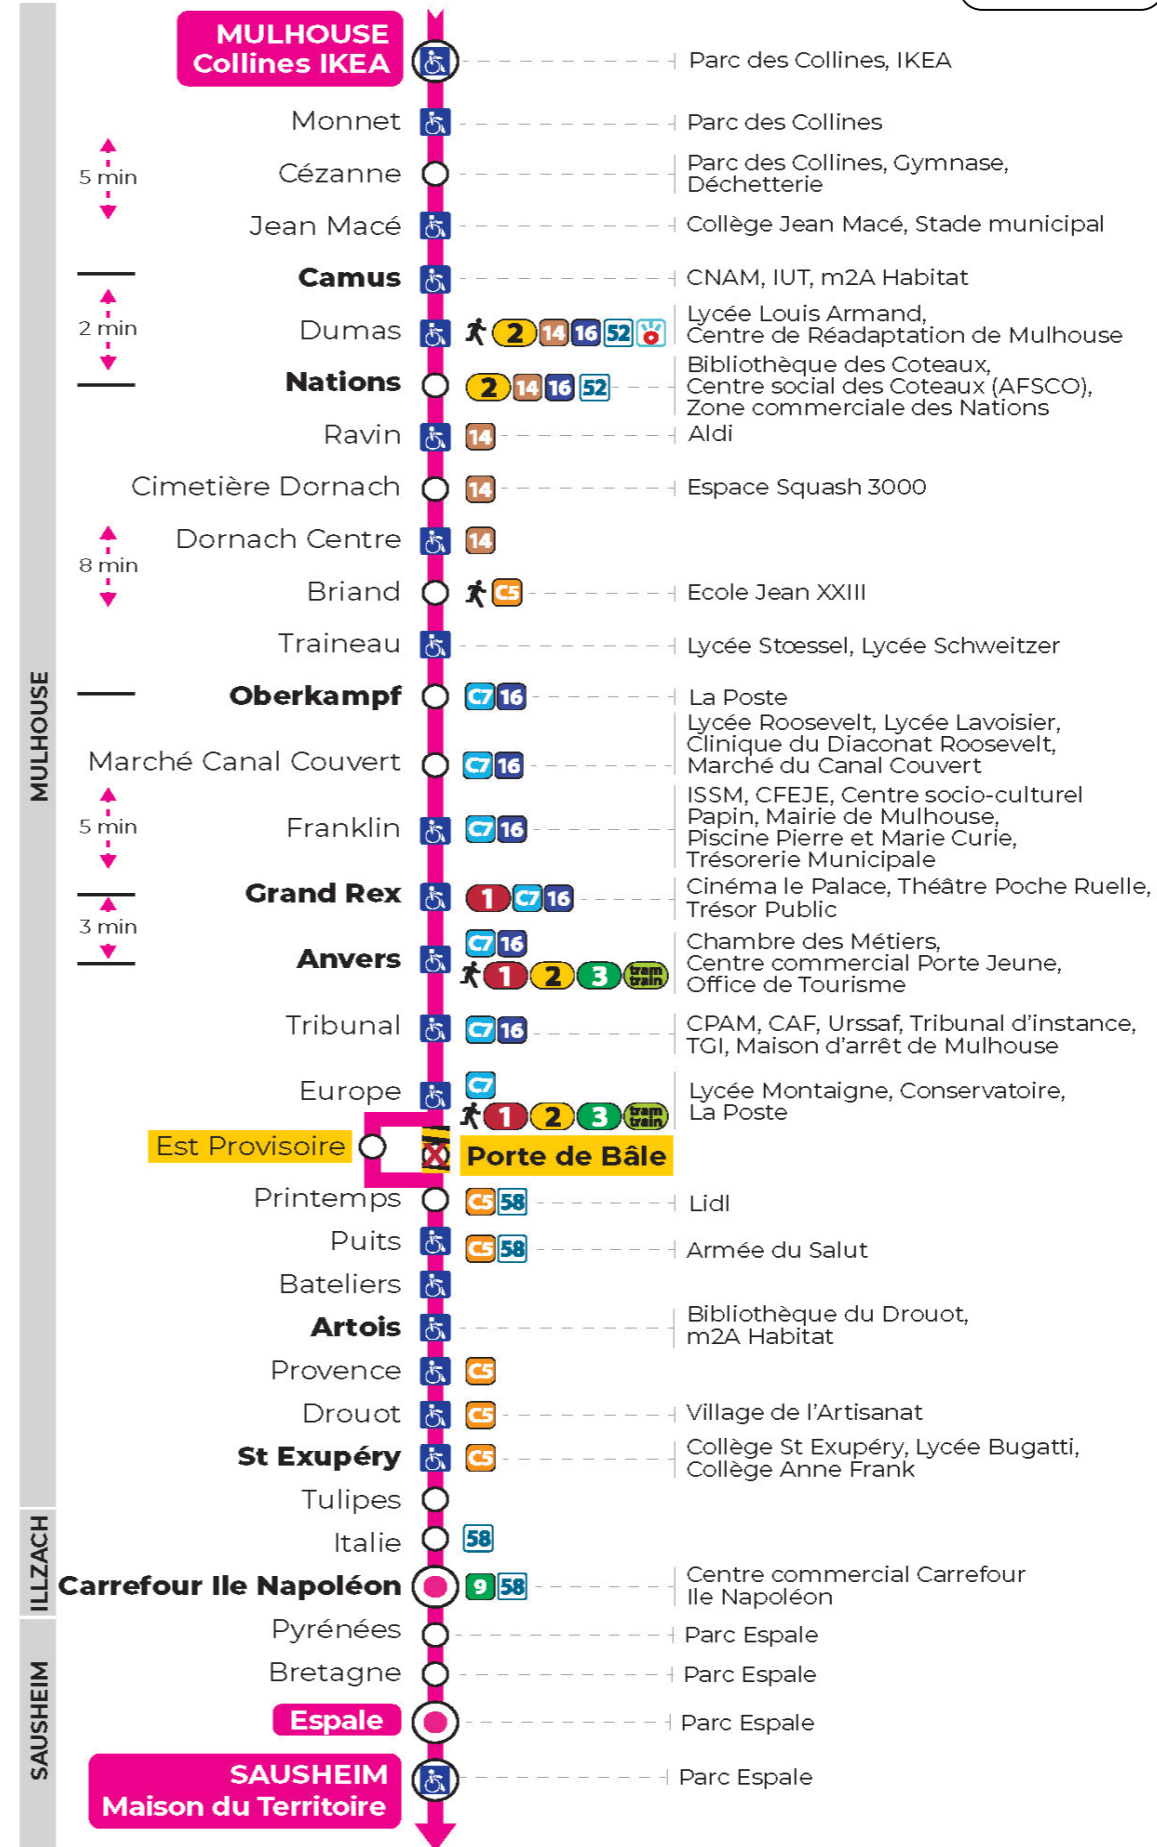 MULHOUSE
Collines IKEA
Parc des Collines, IKEA
Monnet
Parc des Collines
5 min
Cézanne
Parc des Collines, Gymnase,
Déchetterie
Jean Macé
Collège Jean Macé, Stade municipal
Camus
CNAM, IUT, m2A Habitat
2 min
Dumas
2 14 16 52
Lycée Louis Armand,
Centre de Réadaptation de Mulhouse
Nations
2 14 16 52
Bibliothèque des Coteaux,
Centre social des Coteaux (AFSCO),
Zone commerciale des Nations
Ravin
14
Aldi
Cimetière Dornach
14
Espace Squash 3000
Dornach Centre
14
8 min
Briand
C5
Ecole Jean XXIII
Traineau
Lycée Stœssel, Lycée Schweitzer
MULHOUSE
Oberkampf
C7 16
La Poste
Marché Canal Couvert
C7 16
Lycée Roosevelt, Lycée Lavoisier,
Clinique du Diaconat Roosevelt,
Marché du Canal Couvert
5 min
Franklin
C7 16
ISSM, CFEJE, Centre socio-culturel
Papin, Mairie de Mulhouse,
Piscine Pierre et Marie Curie,
Trésorerie Municipale
Grand Rex
1 C7 16
Cinéma le Palace, Théâtre Poche Ruelle,
Trésor Public
3 min
Anvers
C7 16
1 2 3 tram train
Chambre des Métiers,
Centre commercial Porte Jeune,
Office de Tourisme
Tribunal
C7 16
CPAM, CAF, Urssaf, Tribunal d'instance,
TGI, Maison d'arrêt de Mulhouse
Europe
C7
1 2 3 tram train
Lycée Montaigne, Conservatoire,
La Poste
Est Provisoire
Porte de Bâle
Printemps
C5 58
Lidl
Puits
C5 58
Armée du Salut
Bateliers
Artois
Bibliothèque du Drouot,
m2A Habitat
Provence
C5
Drouot
C5
Village de l'Artisanat
St Exupéry
C5
Collège St Exupéry, Lycée Bugatti,
Collège Anne Frank
Tulipes
ILLZACH
Italie
58
Carrefour Ile Napoléon
9 58
Centre commercial Carrefour
Ile Napoléon
SAUSHEIM
Pyrénées
Parc Espale
Bretagne
Parc Espale
Espale
Parc Espale
SAUSHEIM
Maison du Territoire
Parc Espale